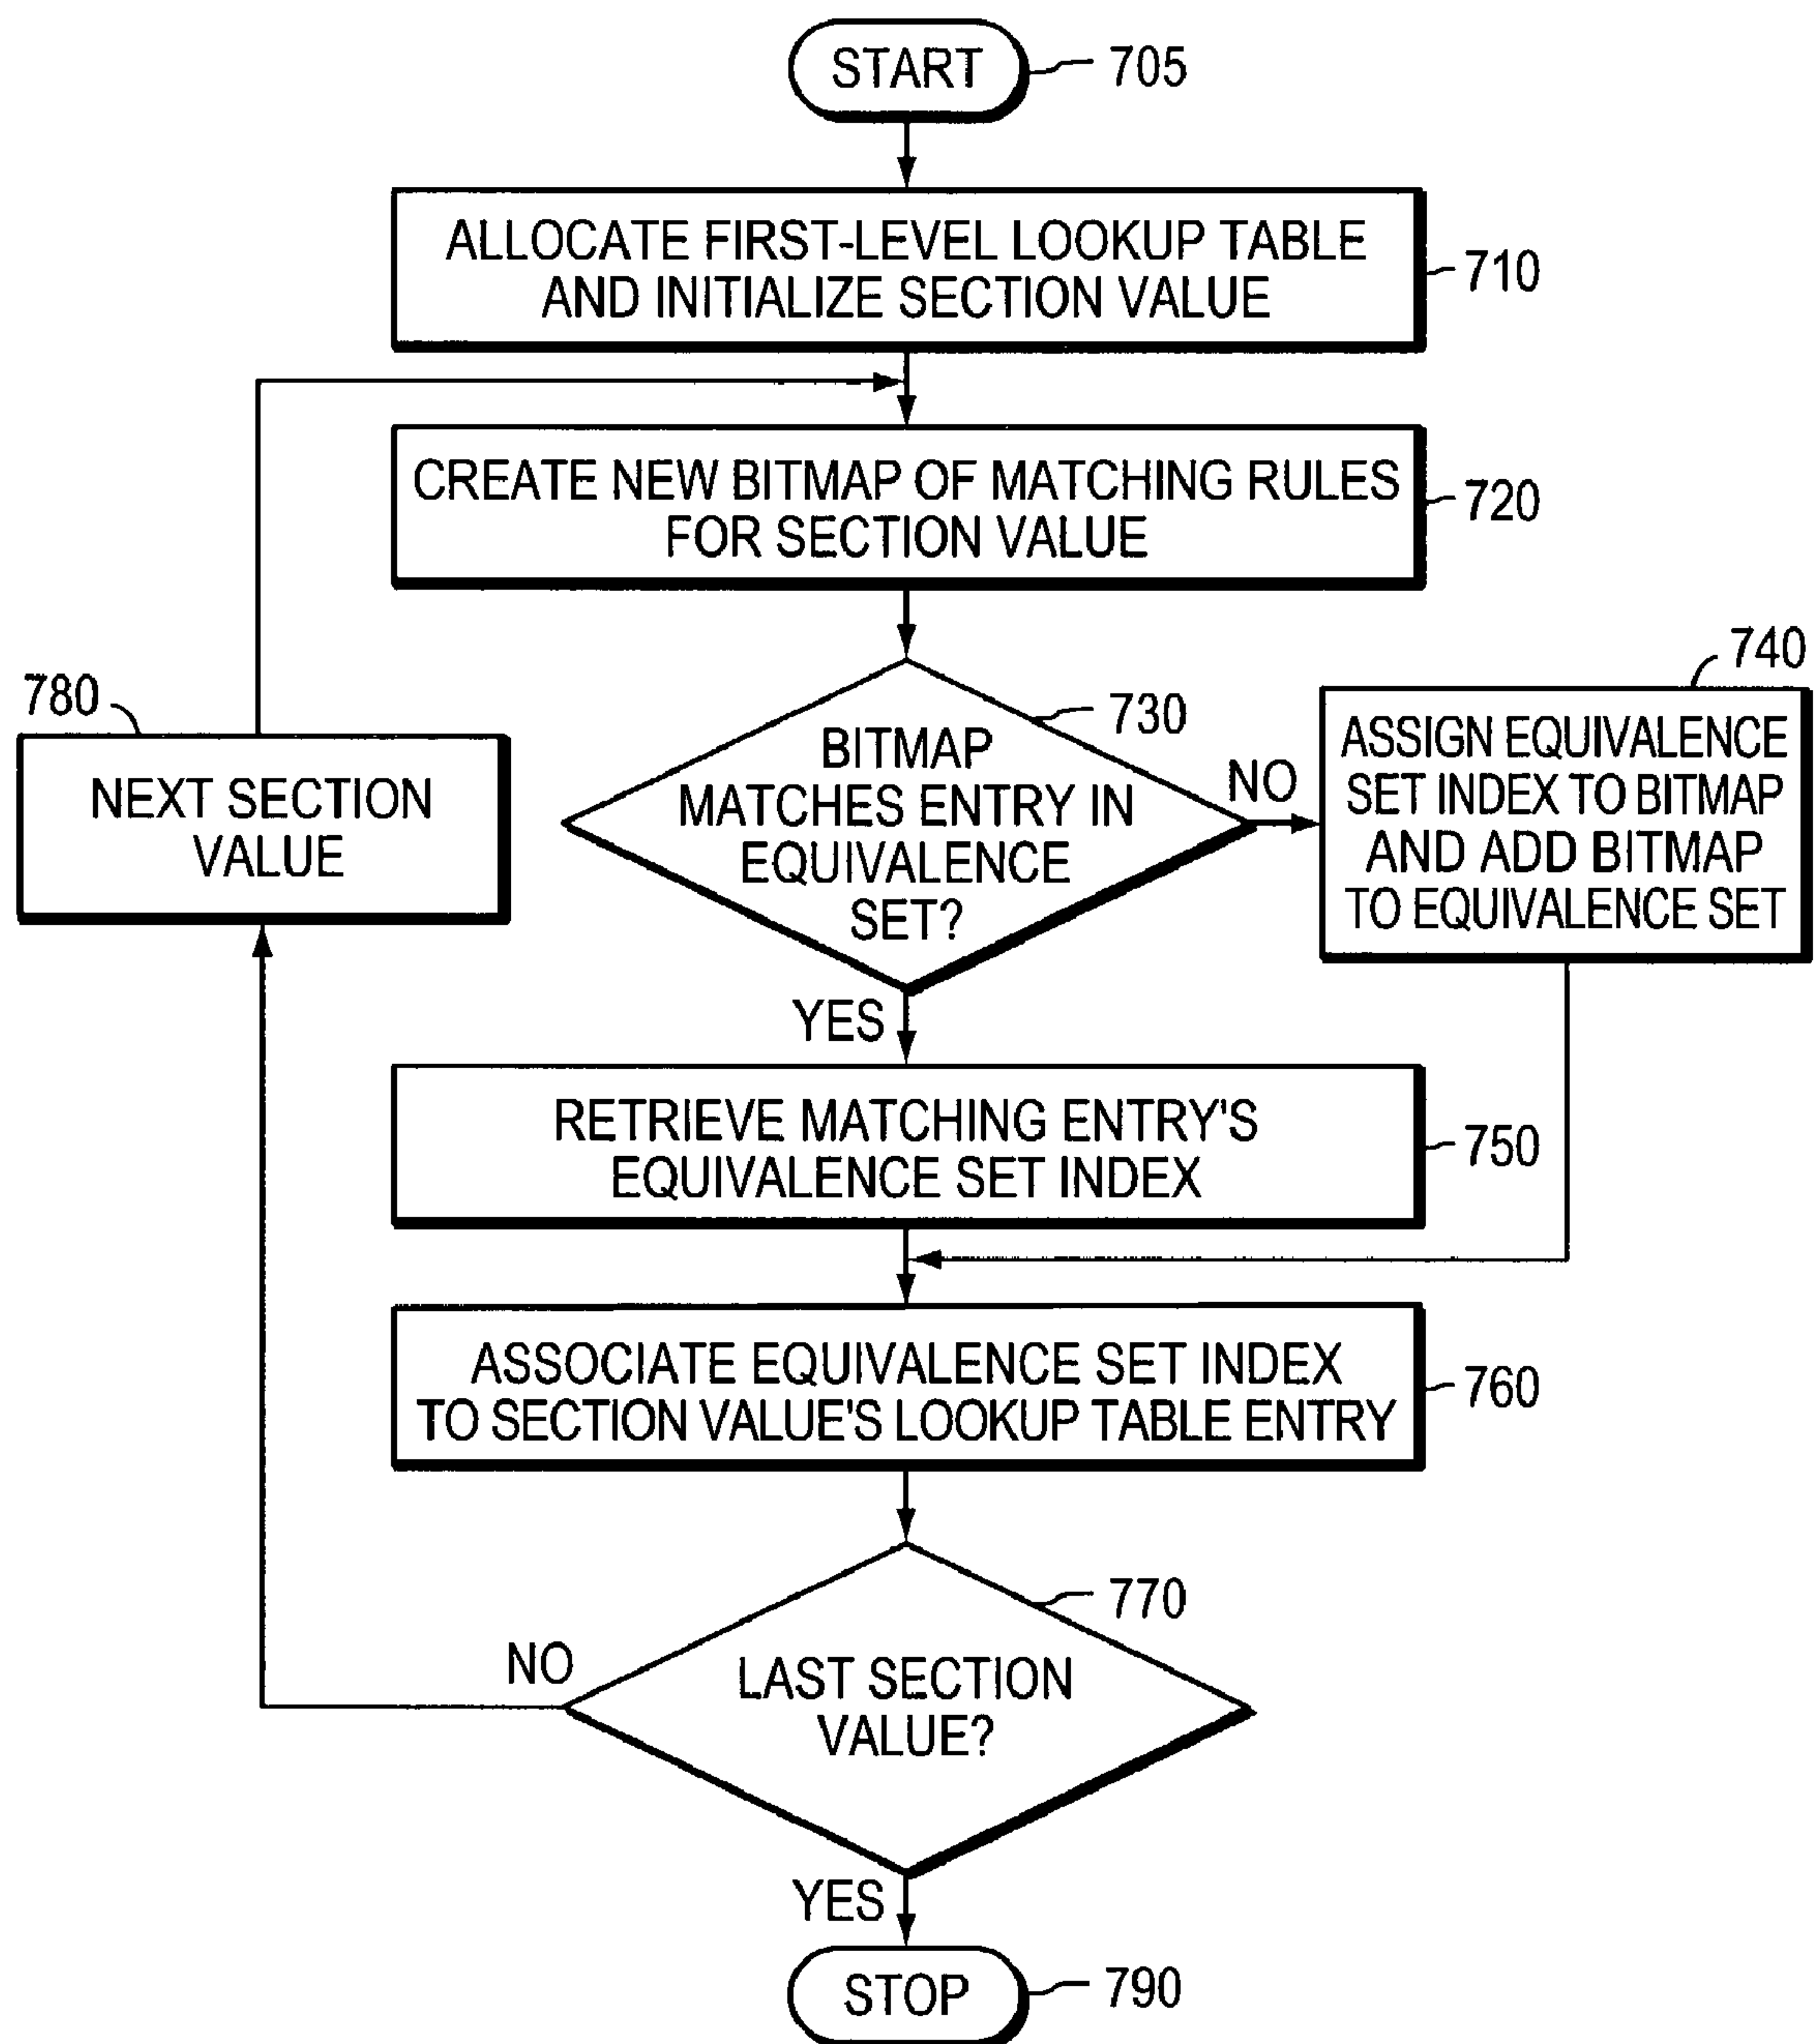 START
705
ALLOCATE FIRST-LEVEL LOOKUP TABLE
AND INITIALIZE SECTION VALUE
710
CREATE NEW BITMAP OF MATCHING RULES
FOR SECTION VALUE
720
730
BITMAP
MATCHES ENTRY IN
EQUIVALENCE
SET?
NO
740
ASSIGN EQUIVALENCE
SET INDEX TO BITMAP
AND ADD BITMAP
TO EQUIVALENCE SET
780
NEXT SECTION
VALUE
YES
RETRIEVE MATCHING ENTRY'S
EQUIVALENCE SET INDEX
750
ASSOCIATE EQUIVALENCE SET INDEX
TO SECTION VALUE'S LOOKUP TABLE ENTRY
760
770
LAST SECTION
VALUE?
NO
YES
STOP
790